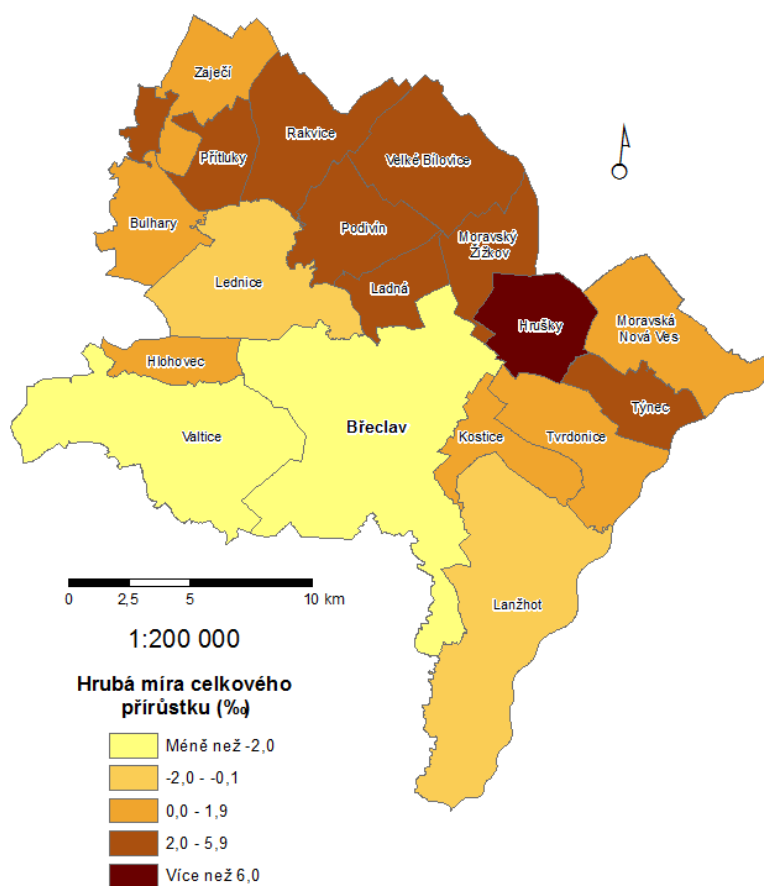 Zaječí
Přítluky
Rakvice
Velké Bílovice
Bulhary
Podivín
Moravský
Žižkov
Lednice
Ladná
Hrušky
Moravská
Nová Ves
Hlohovec
Týnec
Valtice
Břeclav
Kostice
Tvrdonice
Lanžhot
0 2,5 5 10 km
1:200 000
Hrubá míra celkového
přírůstku (‰)
Méně než -2,0
-2,0 - -0,1
0,0 - 1,9
2,0 - 5,9
Více než 6,0